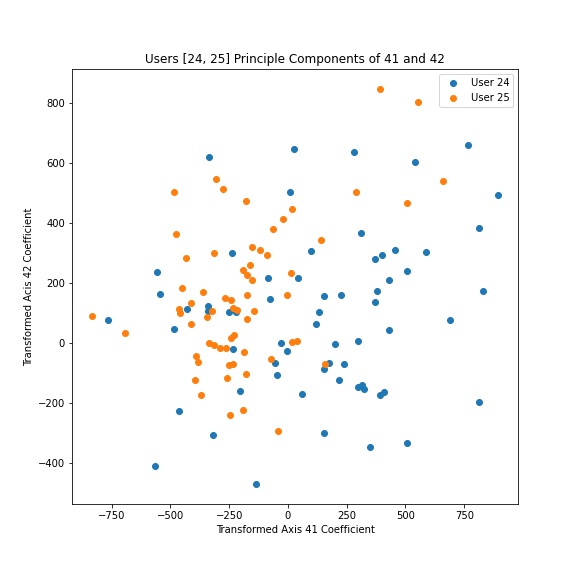 Users [24, 25] Principle Components of 41 and 42
User 24
User 25
Transformed Acis 42 Coefficient
800
600
400
200
0
−200
−400
−750
−500
−250
0
250
500
750
Transformed Axis 41 Coefficient